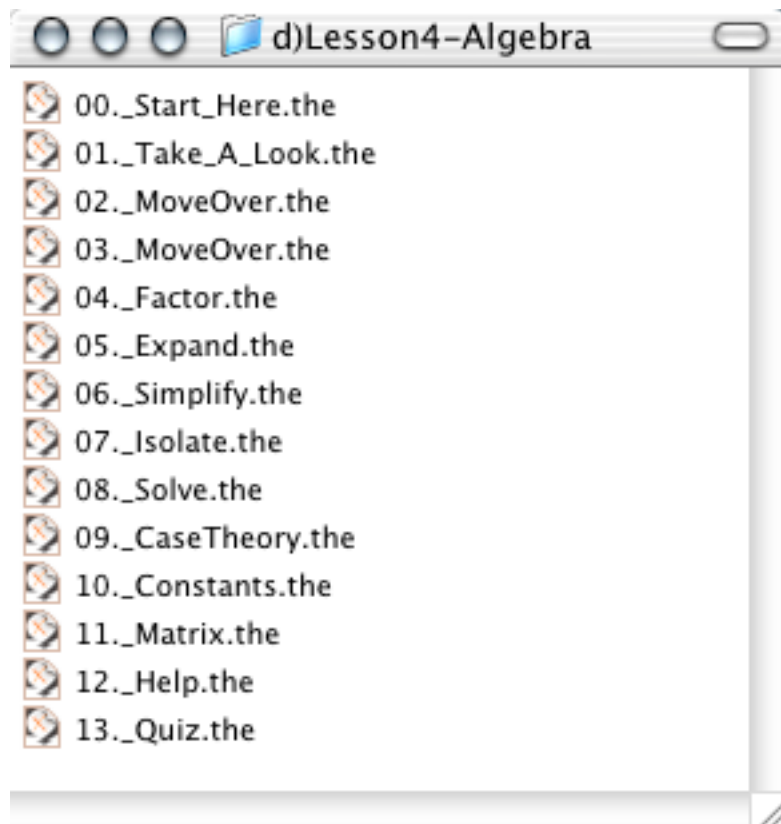 d)Lesson4-Algebra
00._Start_Here.the
01._Take_A_Look.the
02._MoveOver.the
03._MoveOver.the
04._Factor.the
05._Expand.the
06._Simplify.the
07._Isolate.the
08._Solve.the
09._CaseTheory.the
10._Constants.the
11._Matrix.the
12._Help.the
13._Quiz.the